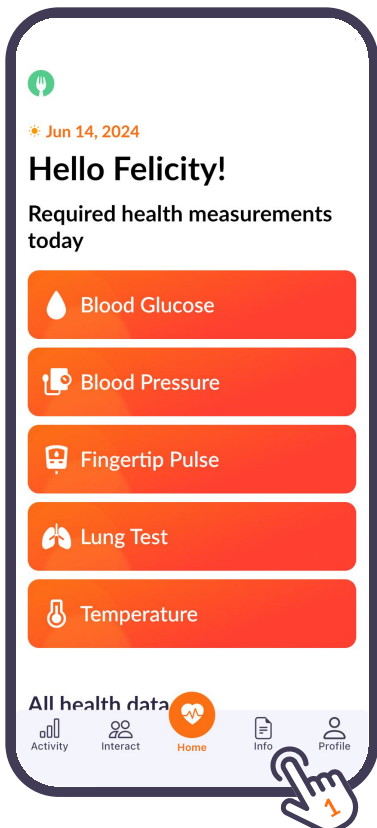 Jun 14, 2024
Hello Felicity!
Required health measurements
today
Blood Glucose
Blood Pressure
Fingertip Pulse
Lung Test
Temperature
All health data
Activity
Interact
Home
Info
Profile
1